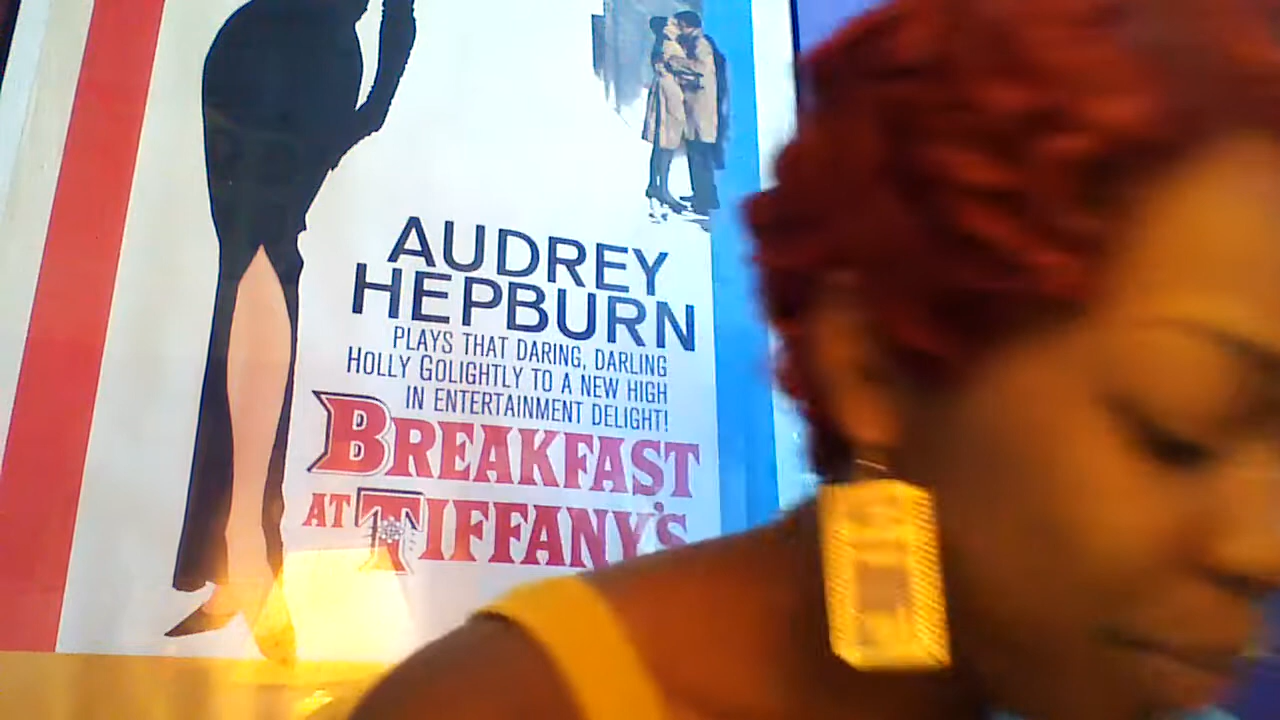 AUDREY
HEPBURN
PLAYS THAT DARING, DARLING
HOLLY GOLIGHTLY TO A NEW HIGH
IN ENTERTAINMENT DELIGHT!
BREAKFAST
AT TIFFANY'S